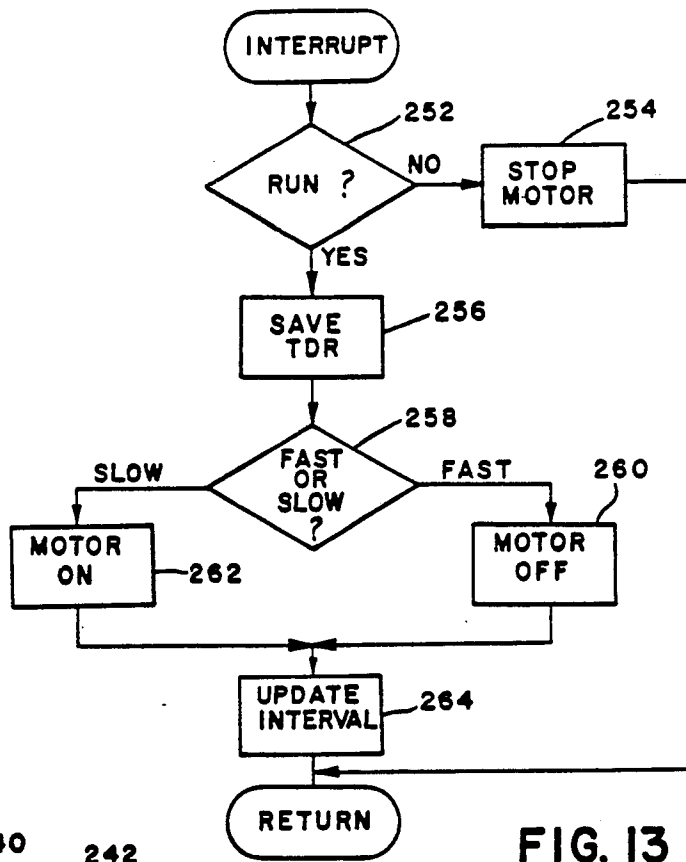 INTERRUPT
252
254
RUN ?
NO
STOP
MOTOR
YES
SAVE
TDR
256
258
SLOW
FAST
OR
SLOW
?
FAST
260
MOTOR
ON
262
MOTOR
OFF
UPDATE
INTERVAL
264
RETURN
40
242
FIG. 13